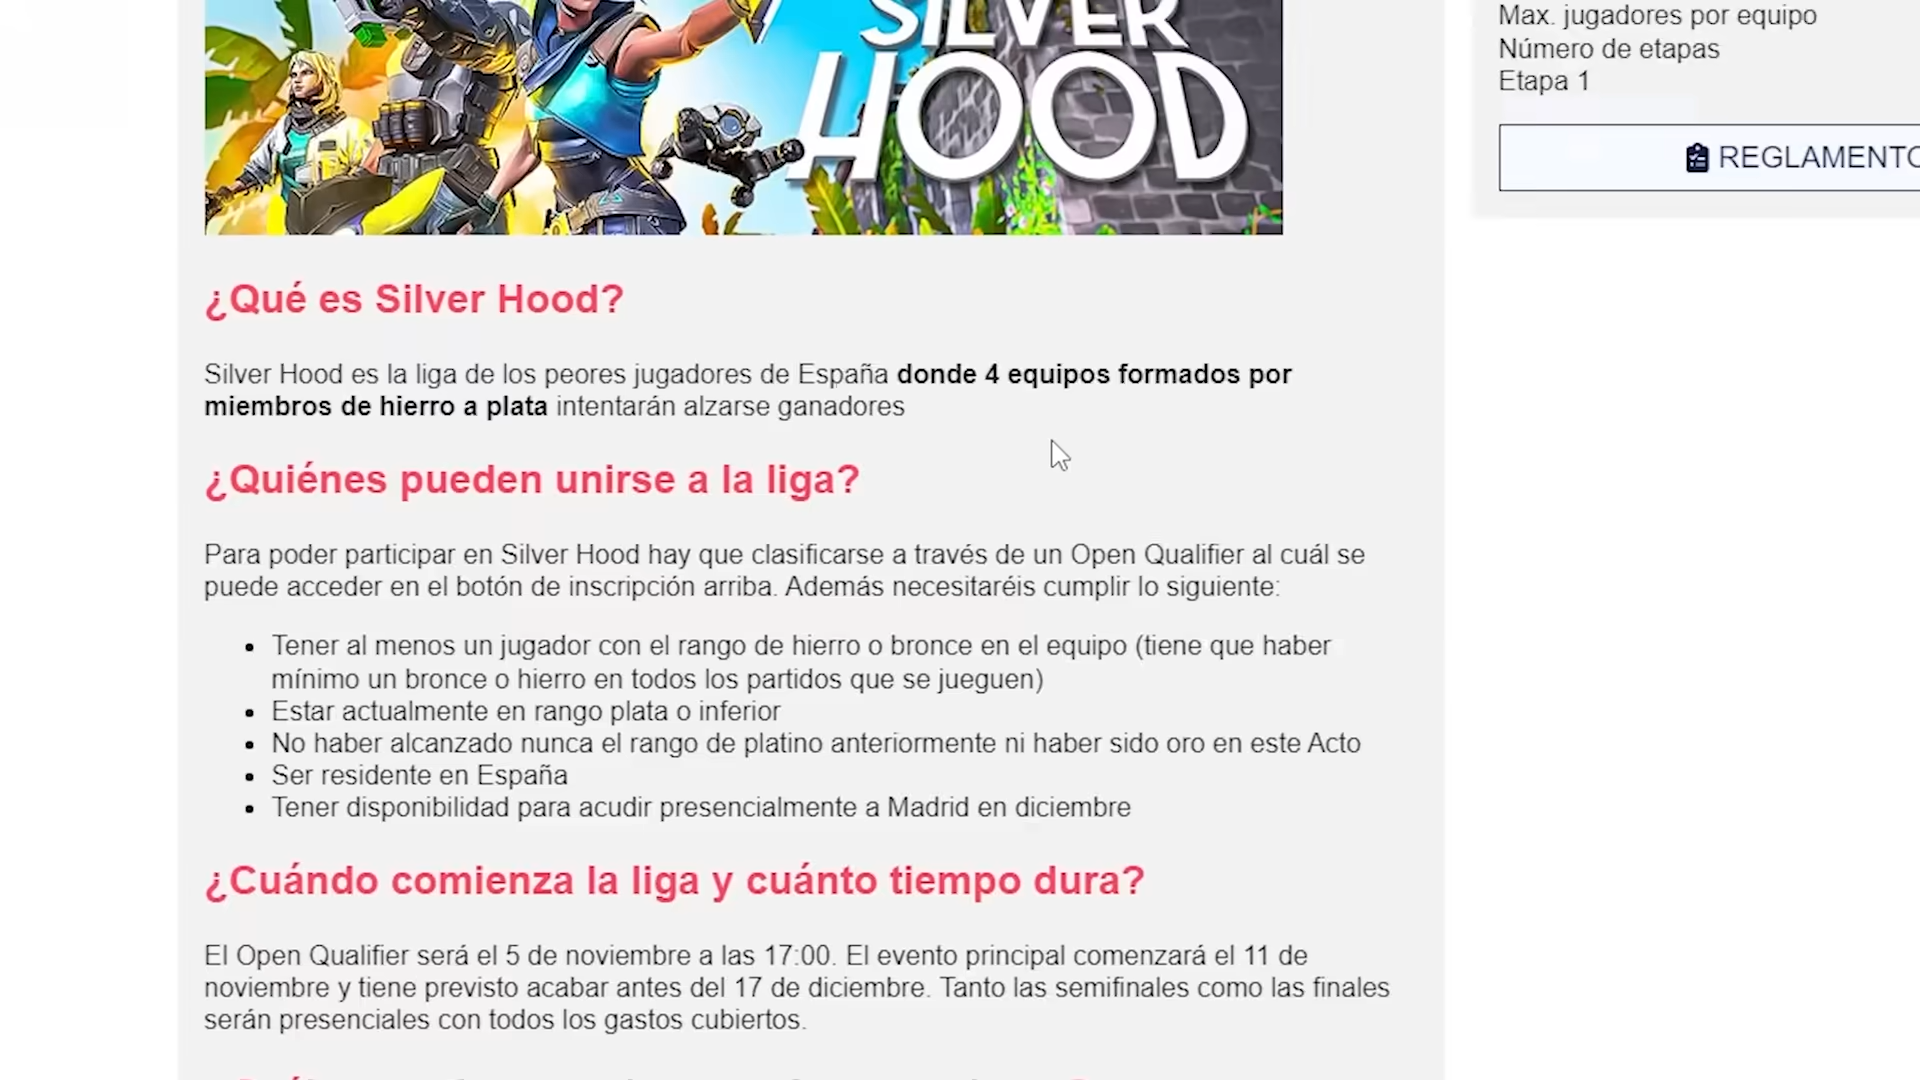 SILVER
HOOD
Max. jugadores por equipo
Número de etapas
Etapa 1
REGLAMENTO
¿Qué es Silver Hood?
Silver Hood es la liga de los peores jugadores de España donde 4 equipos formados por
miembros de hierro a plata intentarán alzarse ganadores
¿Quiénes pueden unirse a la liga?
Para poder participar en Silver Hood hay que clasificarse a través de un Open Qualifier al cuál se
puede acceder en el botón de inscripción arriba. Además necesitaréis cumplir lo siguiente:
• Tener al menos un jugador con el rango de hierro o bronce en el equipo (tiene que haber
mínimo un bronce o hierro en todos los partidos que se jueguen)
• Estar actualmente en rango plata o inferior
• No haber alcanzado nunca el rango de platino anteriormente ni haber sido oro en este Acto
• Ser residente en España
• Tener disponibilidad para acudir presencialmente a Madrid en diciembre
¿Cuándo comienza la liga y cuánto tiempo dura?
El Open Qualifier será el 5 de noviembre a las 17:00. El evento principal comenzará el 11 de
noviembre y tiene previsto acabar antes del 17 de diciembre. Tanto las semifinales como las finales
serán presenciales con todos los gastos cubiertos.